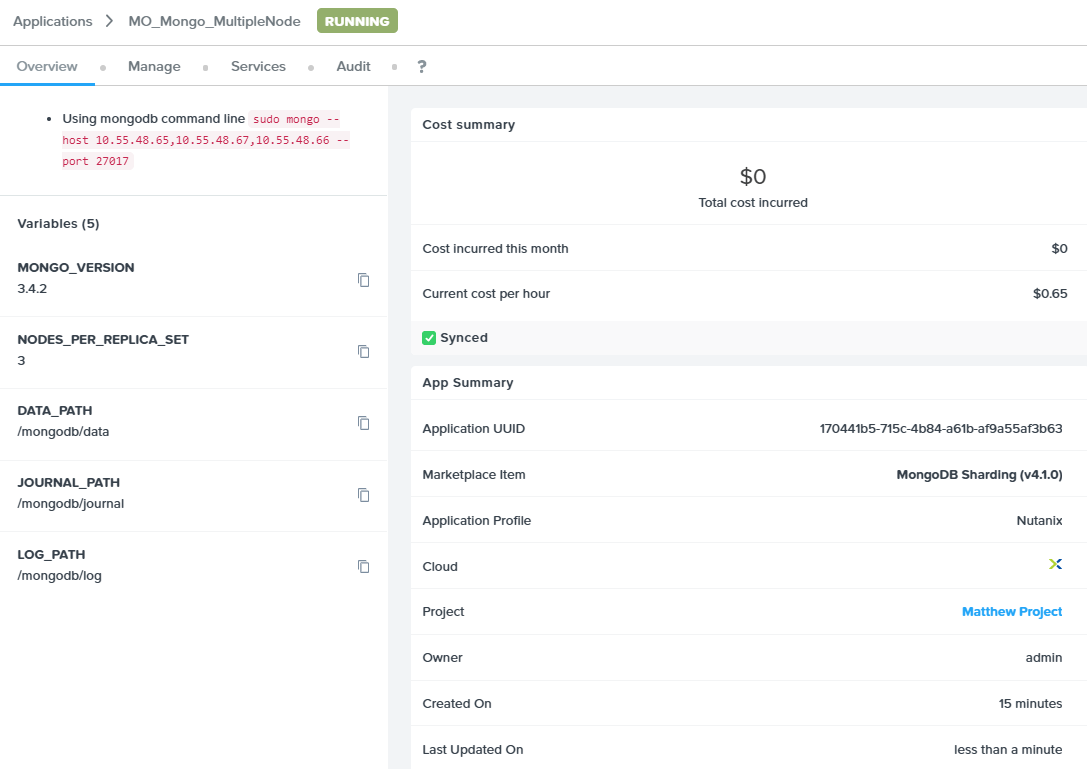 Applications > MO_Mongo_MultipleNode RUNNING
Overview Manage Services Audit ?
• Using mongodb command line sudo mongo --
host 10.55.48.65,10.55.48.67,10.55.48.66 --
port 27017
Variables (5)
MONGO_VERSION
3.4.2
NODES_PER_REPLICA_SET
3
DATA_PATH
/mongodb/data
JOURNAL_PATH
/mongodb/journal
LOG_PATH
/mongodb/log
Cost summary
$0
Total cost incurred
Cost incurred this month $0
Current cost per hour $0.65
Synced
App Summary
Application UUID 170441b5-715c-4b84-a61b-af9a55af3b63
Marketplace Item MongoDB Sharding (v4.1.0)
Application Profile Nutanix
Cloud
Project Matthew Project
Owner admin
Created On 15 minutes
Last Updated On less than a minute